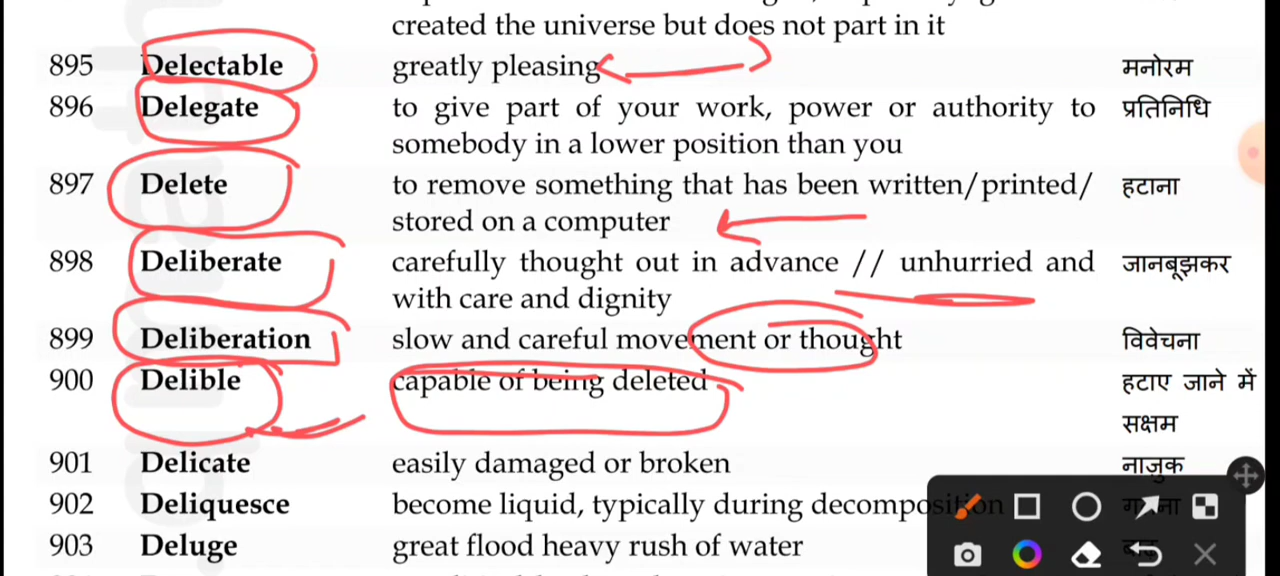 created the universe but does not part in it
895 Delectable greatly pleasing मनोरम
896 Delegate to give part of your work, power or authority to प्रतिनिधि
somebody in a lower position than you
897 Delete to remove something that has been written/printed/ हटाना
stored on a computer
898 Deliberate carefully thought out in advance // unhurried and जानबूझकर
with care and dignity
899 Deliberation slow and careful movement or thought विवेचना
900 Delible capable of being deleted हटाए जाने में
सक्षम
901 Delicate easily damaged or broken नाजुक
902 Deliquesce become liquid, typically during decomposition
903 Deluge great flood heavy rush of water